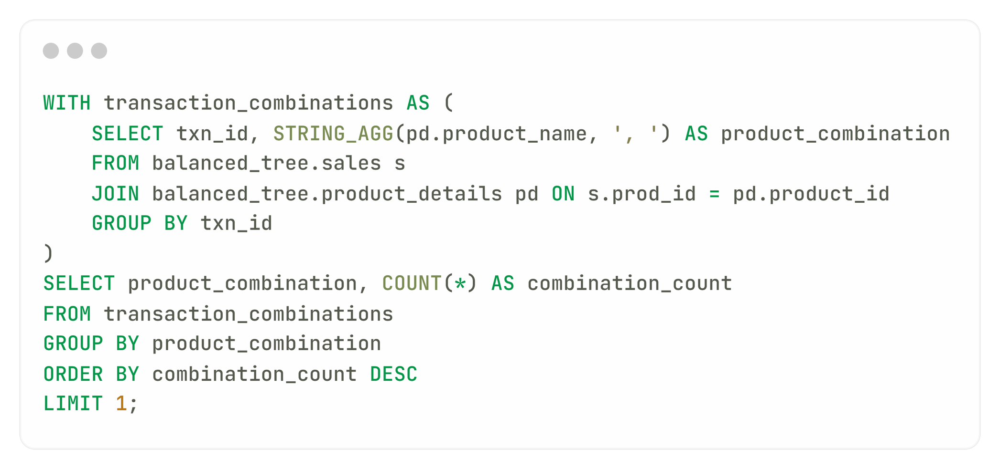 WITH transaction_combinations AS (
    SELECT txn_id, STRING_AGG(pd.product_name, ', ') AS product_combination
    FROM balanced_tree.sales s
    JOIN balanced_tree.product_details pd ON s.prod_id = pd.product_id
    GROUP BY txn_id
)
SELECT product_combination, COUNT(*) AS combination_count
FROM transaction_combinations
GROUP BY product_combination
ORDER BY combination_count DESC
LIMIT 1;